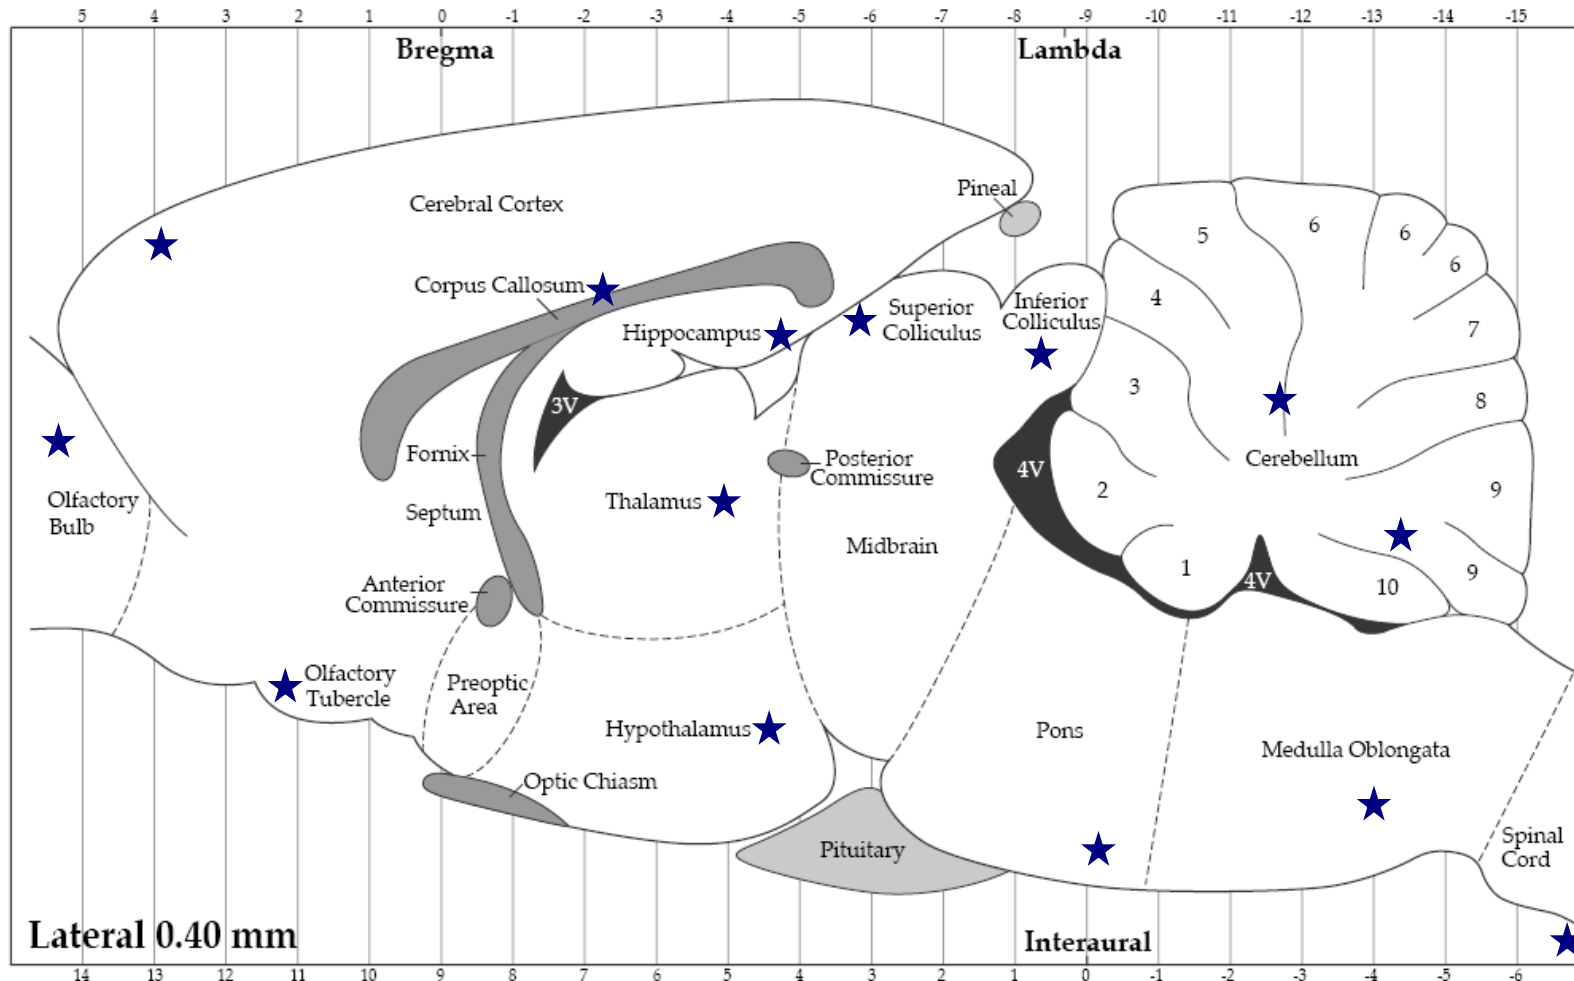 5 4 3 2 1 0 -1 -2 -3 -4 -5 -6 -7 -8 -9 -10 -11 -12 -13 -14 -15
Bregma
Lambda
Pineal
Cerebral Cortex
5
6
6
6
Corpus Callosum
4
Superior
Colliculus
Inferior
Colliculus
Hippocampus
7
3
8
3V
Fornix
Posterior
Commissure
4V
Cerebellum
Olfactory
Bulb
Septum
Thalamus
2
9
Midbrain
Anterior
Commissure
1
4V
10
9
Olfactory
Tubercle
Preoptic
Area
Hypothalamus
Pons
Medulla Oblongata
Optic Chiasm
Pituitary
Spinal
Cord
Lateral 0.40 mm
Interaural
14 13 12 11 10 9 8 7 6 5 4 3 2 1 0 -1 -2 -3 -4 -5 -6